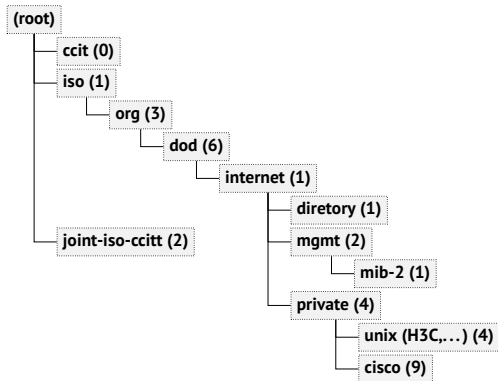 (root)
ccit (0)
iso (1)
org (3)
dod (6)
internet (1)
diretory (1)
joint-iso-ccitt (2)
mgmt (2)
mib-2 (1)
private (4)
unix (H3C,...) (4)
cisco (9)